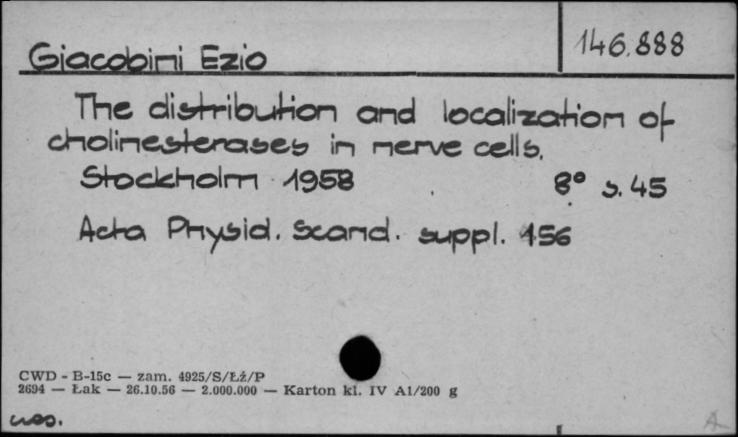 Giacobini Ezio
146.888
The distribution and localization of
cholinesterases in nerve cells.
Stockholm 1958 8° s. 45
Acta Physiol. Scand. suppl. 156
CWD - B-15c — zam. 4925/S/Łż/P
2694 — Łak — 26.10.56 — 2.000.000 — Karton kl. IV A1/200 g
A